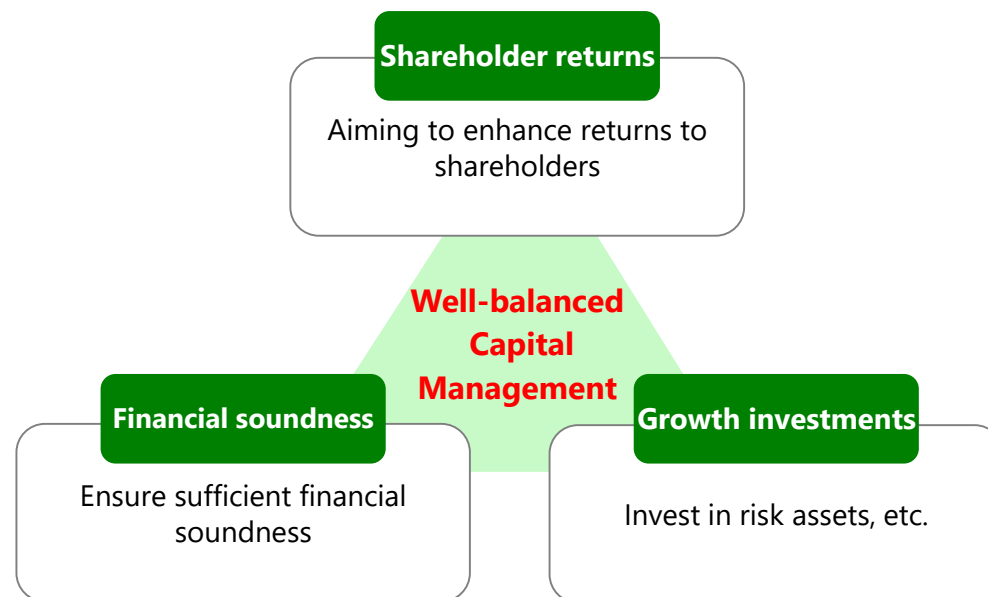 Shareholder returns
Aiming to enhance returns to
shareholders
Well-balanced
Capital
Management
Financial soundness
Ensure sufficient financial
soundness
Growth investments
Invest in risk assets, etc.